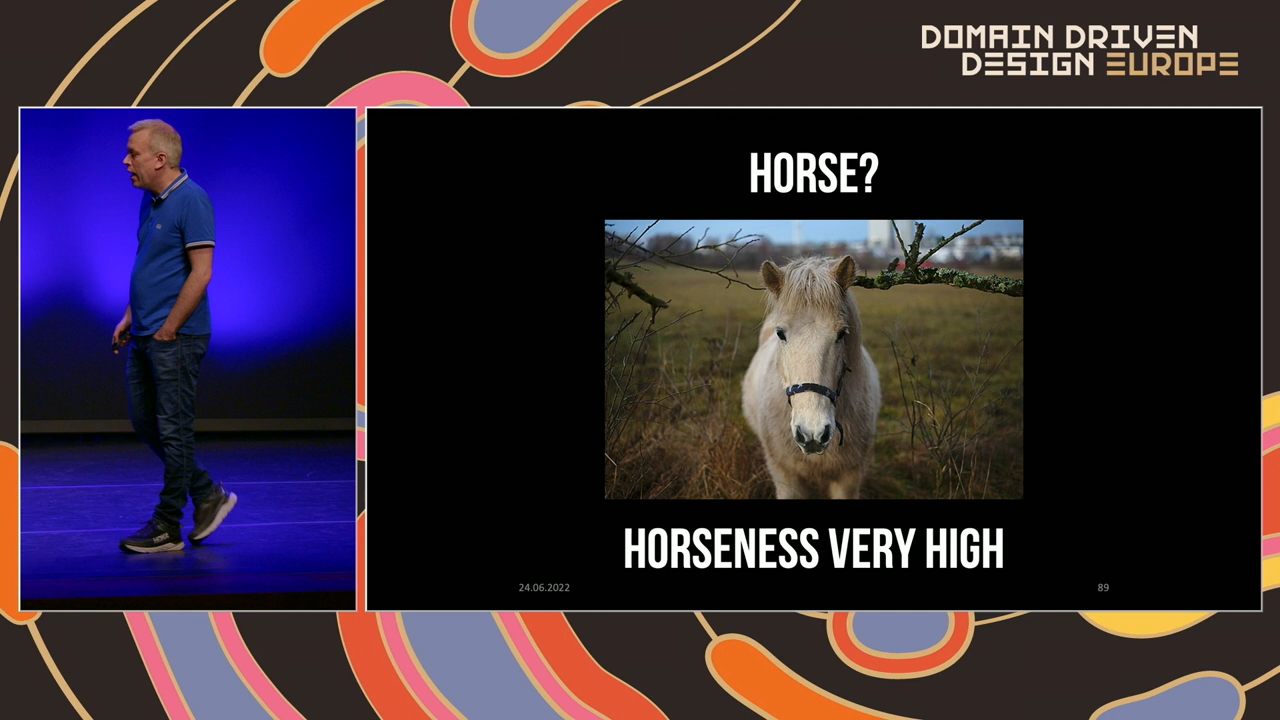 DOMAIN DRIVEN
DESIGN EUROPE
HORSE?
HORSENESS VERY HIGH
24.06.2022
89